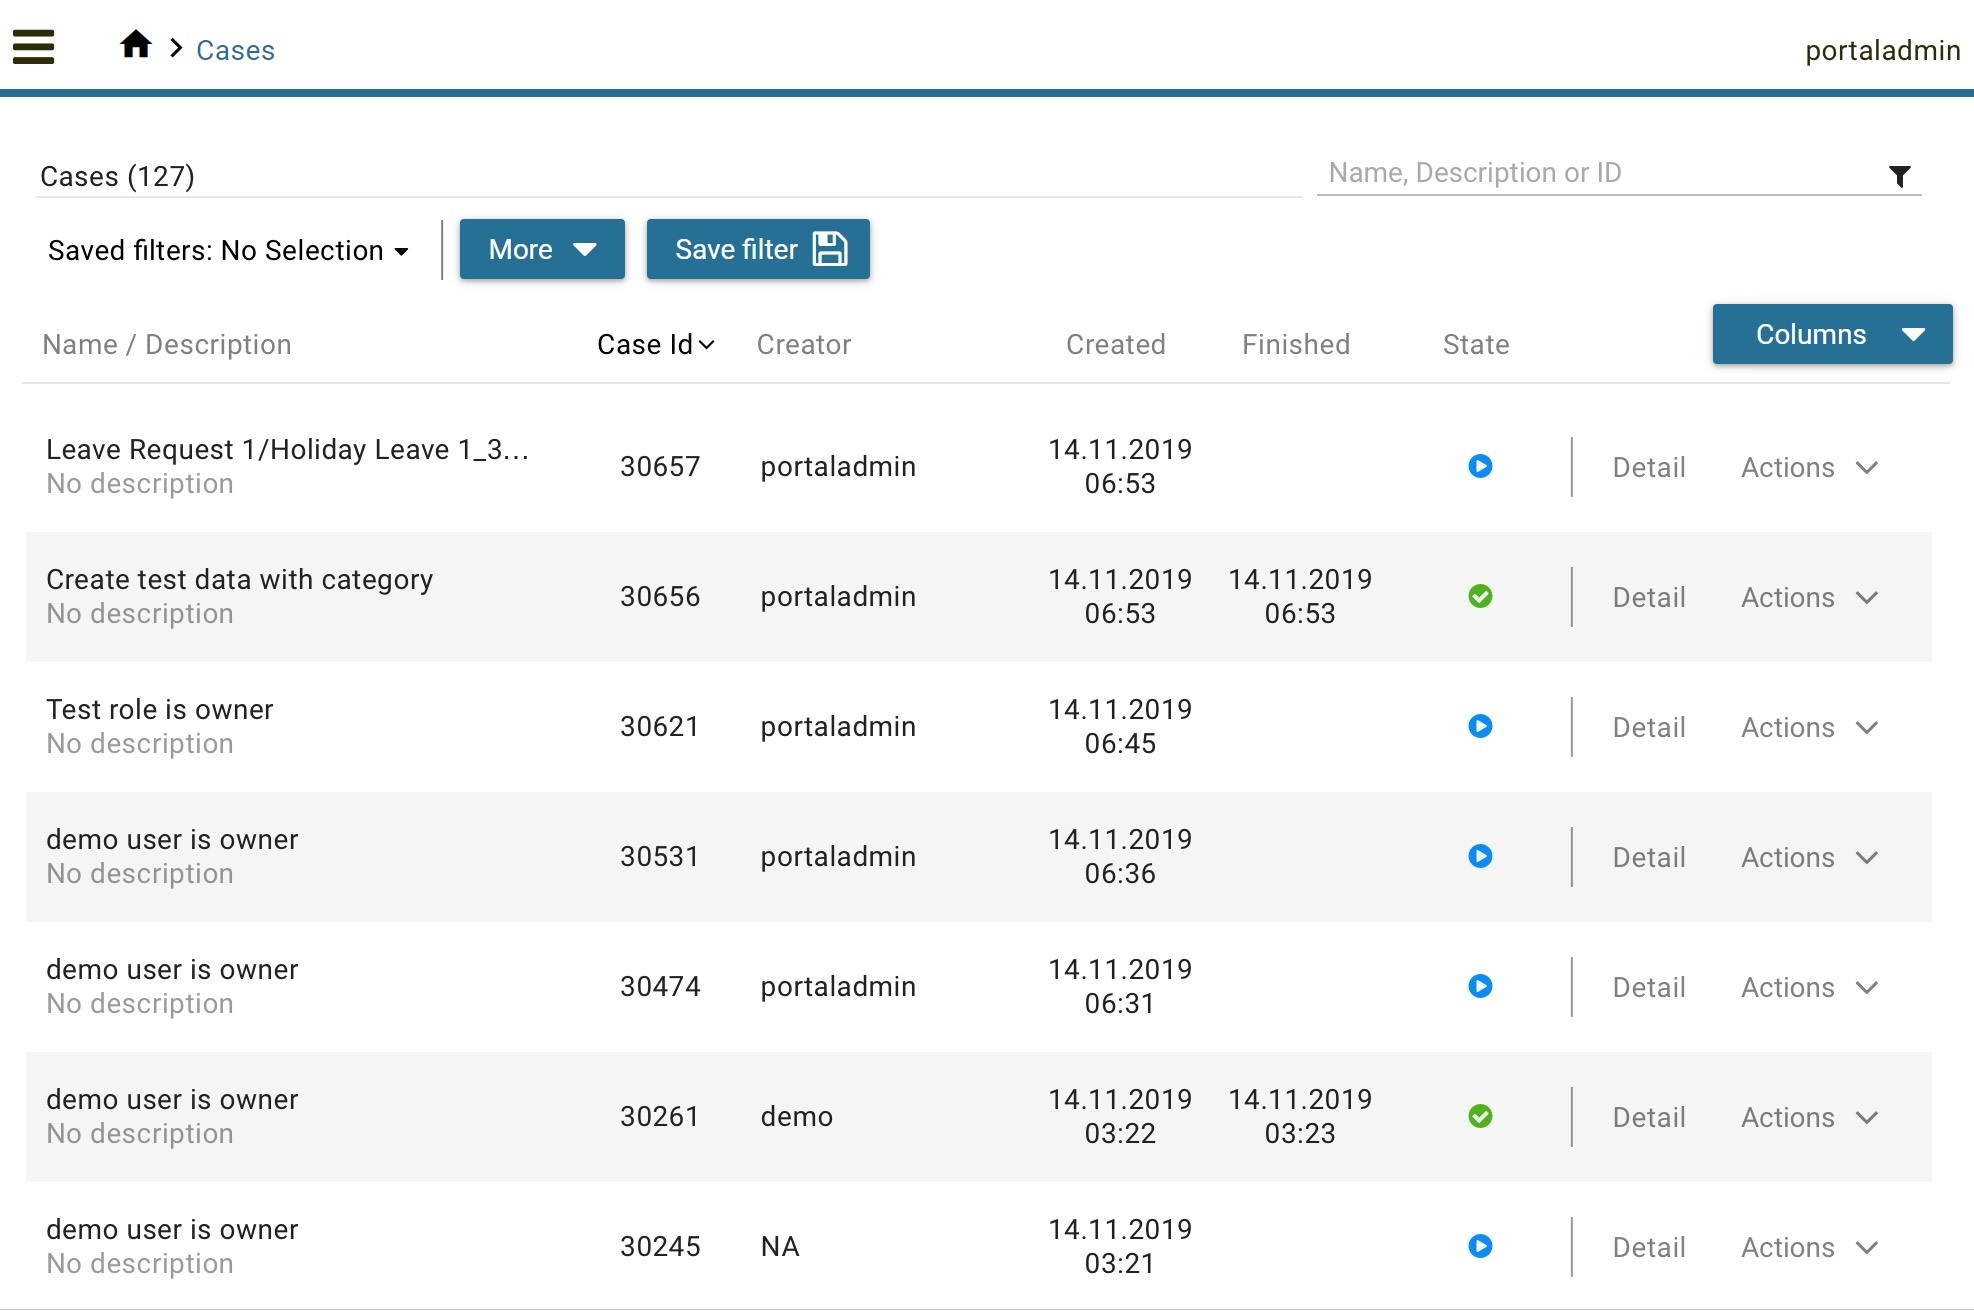 Cases
portaladmin
Cases (127)
Name, Description or ID
Saved filters: No Selection
More
Save filter
Name / Description
Case Id
Creator
Created
Finished
State
Columns
Leave Request 1/Holiday Leave 1_3...
No description
30657
portaladmin
14.11.2019
06:53
Detail
Actions
Create test data with category
No description
30656
portaladmin
14.11.2019
06:53
14.11.2019
06:53
Detail
Actions
Test role is owner
No description
30621
portaladmin
14.11.2019
06:45
Detail
Actions
demo user is owner
No description
30531
portaladmin
14.11.2019
06:36
Detail
Actions
demo user is owner
No description
30474
portaladmin
14.11.2019
06:31
Detail
Actions
demo user is owner
No description
30261
demo
14.11.2019
03:22
14.11.2019
03:23
Detail
Actions
demo user is owner
No description
30245
NA
14.11.2019
03:21
Detail
Actions